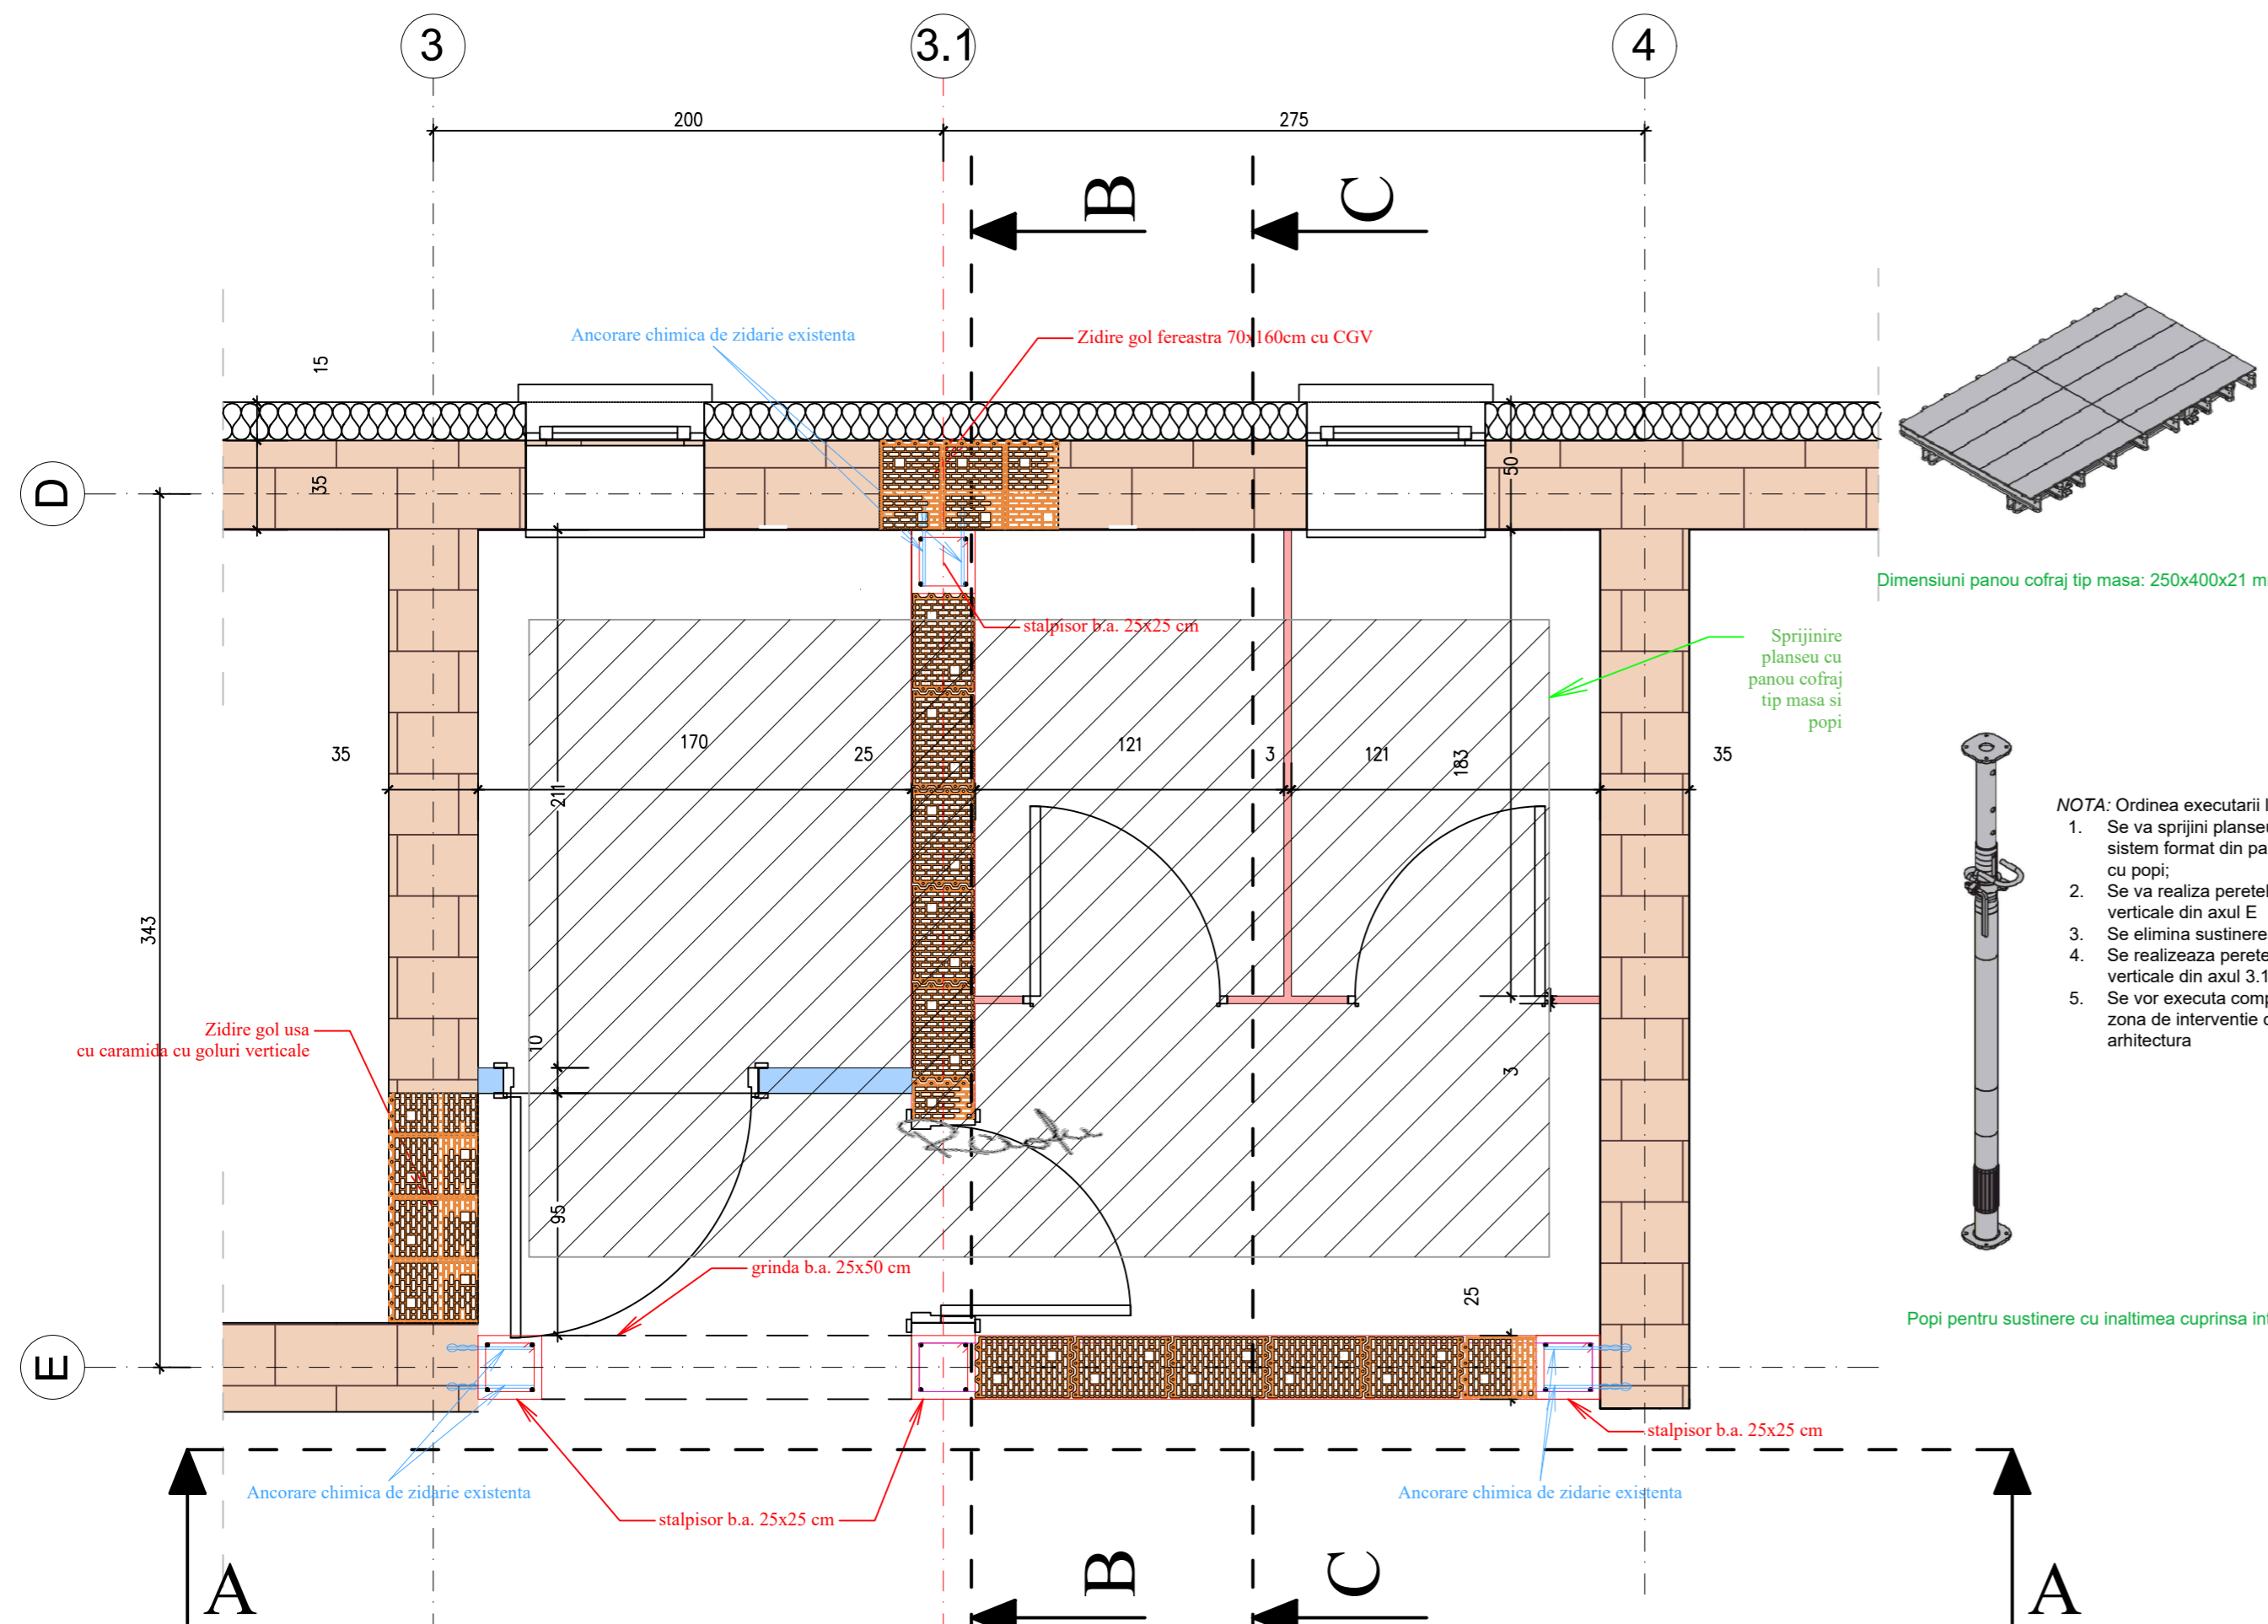 3
3.1
4
200
275
B
C
Ancorare chimica de zidarie existenta
Zidire gol fereastra 70x160cm cu CGV
15
35
50
D
stalpisor b.a. 25x25 cm
Dimensiuni panou cofraj tip masa: 250x400x21 m
Sprijinire
planseu cu
panou cofraj
tip masa si
popi
35
170
25
121
3
121
183
35
211
343
NOTA: Ordinea executarii
1. Se va sprijini planseu
sistem format din pa
cu popi;
2. Se va realiza peretel
verticale din axul E
3. Se elimina sustinere
4. Se realizeaza perete
verticale din axul 3.1
5. Se vor executa comp
zona de interventie
arhitectura
Zidire gol usa
cu caramida cu goluri verticale
10
3
95
grinda b.a. 25x50 cm
25
Popi pentru sustinere cu inaltimea cuprinsa int
E
stalpisor b.a. 25x25 cm
Ancorare chimica de zidarie existenta
Ancorare chimica de zidarie existenta
stalpisor b.a. 25x25 cm
A
B
C
A